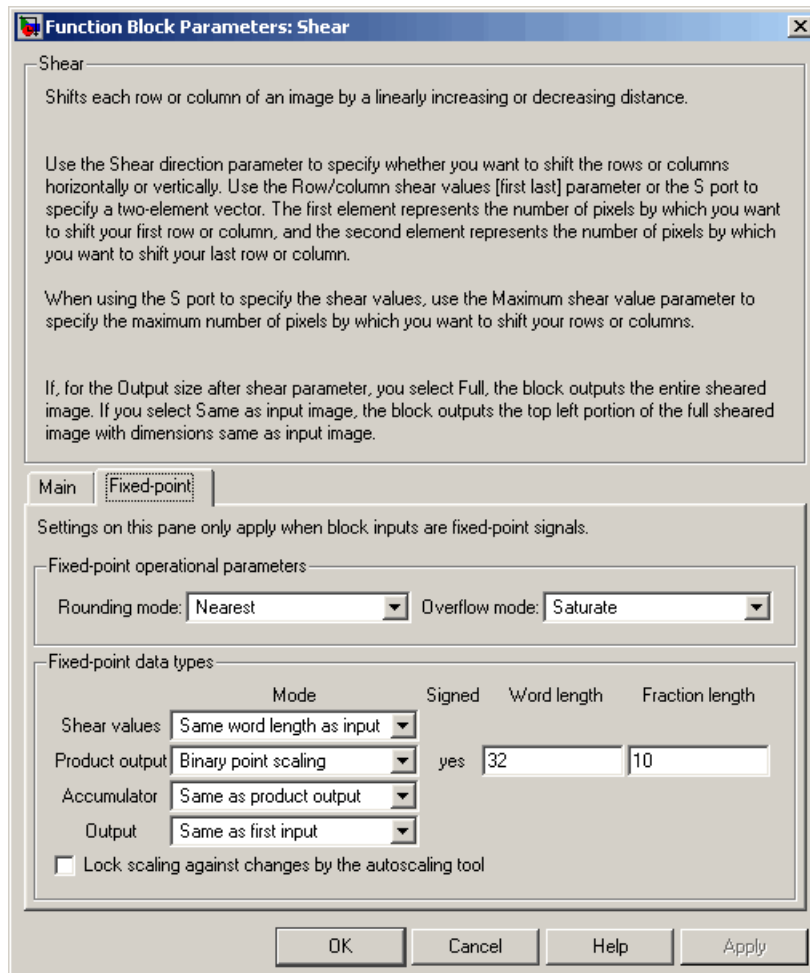 Function Block Parameters: Shear
Shear
Shifts each row or column of an image by a linearly increasing or decreasing distance.
Use the Shear direction parameter to specify whether you want to shift the rows or columns
horizontally or vertically. Use the Row/column shear values [first last] parameter or the S port to
specify a two-element vector. The first element represents the number of pixels by which you want
to shift your first row or column, and the second element represents the number of pixels by which
you want to shift your last row or column.
When using the S port to specify the shear values, use the Maximum shear value parameter to
specify the maximum number of pixels by which you want to shift your rows or columns.
If, for the Output size after shear parameter, you select Full, the block outputs the entire sheared
image. If you select Same as input image, the block outputs the top left portion of the full sheared
image with dimensions same as input image.
Main Fixed-point
Settings on this pane only apply when block inputs are fixed-point signals.
Fixed-point operational parameters
Rounding mode: Nearest Overflow mode: Saturate
Fixed-point data types
Mode Signed Word length Fraction length
Shear values Same word length as input
Product output Binary point scaling yes 32 10
Accumulator Same as product output
Output Same as first input
Lock scaling against changes by the autoscaling tool
OK Cancel Help Apply